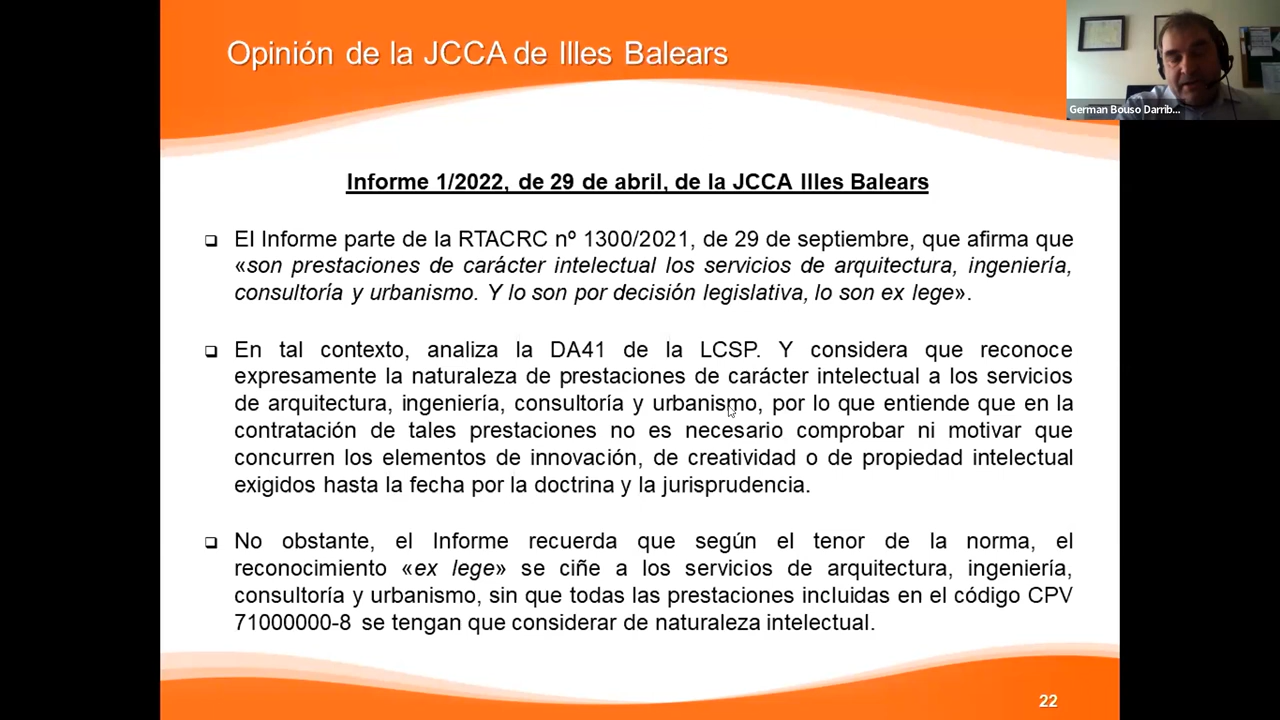 Opinión de la JCCA de Illes Balears
German Bouso Darrib...
Informe 1/2022, de 29 de abril, de la JCCA Illes Balears
❑ El Informe parte de la RTACRC nº 1300/2021, de 29 de septiembre, que afirma que
«son prestaciones de carácter intelectual los servicios de arquitectura, ingeniería,
consultoría y urbanismo. Y lo son por decisión legislativa, lo son ex lege».
❑ En tal contexto, analiza la DA41 de la LCSP. Y considera que reconoce
expresamente la naturaleza de prestaciones de carácter intelectual a los servicios
de arquitectura, ingeniería, consultoría y urbanismo, por lo que entiende que en la
contratación de tales prestaciones no es necesario comprobar ni motivar que
concurren los elementos de innovación, de creatividad o de propiedad intelectual
exigidos hasta la fecha por la doctrina y la jurisprudencia.
❑ No obstante, el Informe recuerda que según el tenor de la norma, el
reconocimiento «ex lege» se ciñe a los servicios de arquitectura, ingeniería,
consultoría y urbanismo, sin que todas las prestaciones incluidas en el código CPV
71000000-8 se tengan que considerar de naturaleza intelectual.
22